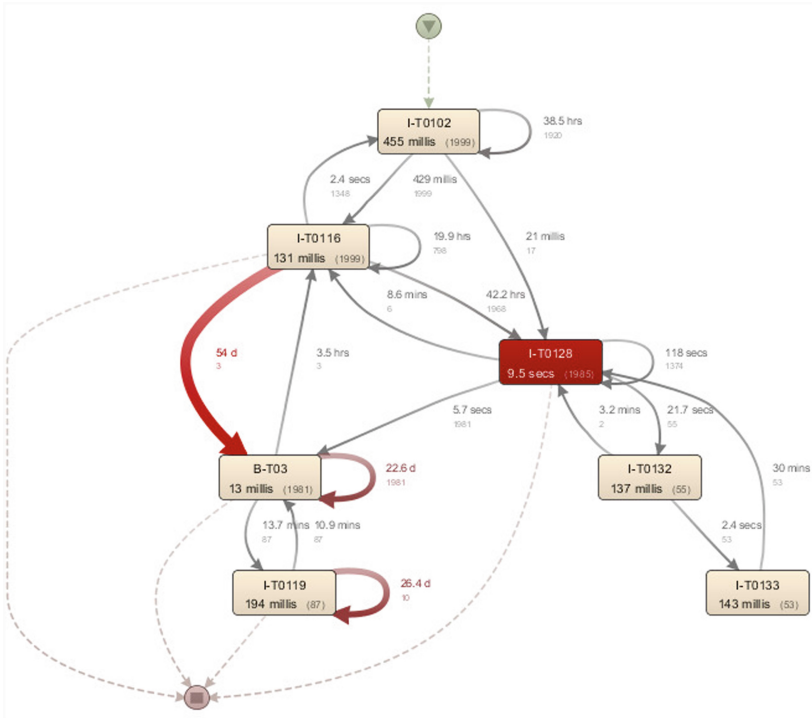 I-T0102
455 millis (1999)
38.5 hrs
1920
2.4 secs
1348
429 millis
1999
I-T0116
131 millis (1999)
19.9 hrs
798
21 millis
17
8.6 mins
6
42.2 hrs
1968
54 d
3
3.5 hrs
3
I-T0128
9.5 secs (1985)
118 secs
1374
5.7 secs
1981
3.2 mins
2
21.7 secs
55
B-T03
13 millis (1981)
22.6 d
1981
I-T0132
137 millis (55)
30 mins
53
13.7 mins
87
10.9 mins
87
2.4 secs
53
I-T0119
194 millis (87)
26.4 d
10
I-T0133
143 millis (53)